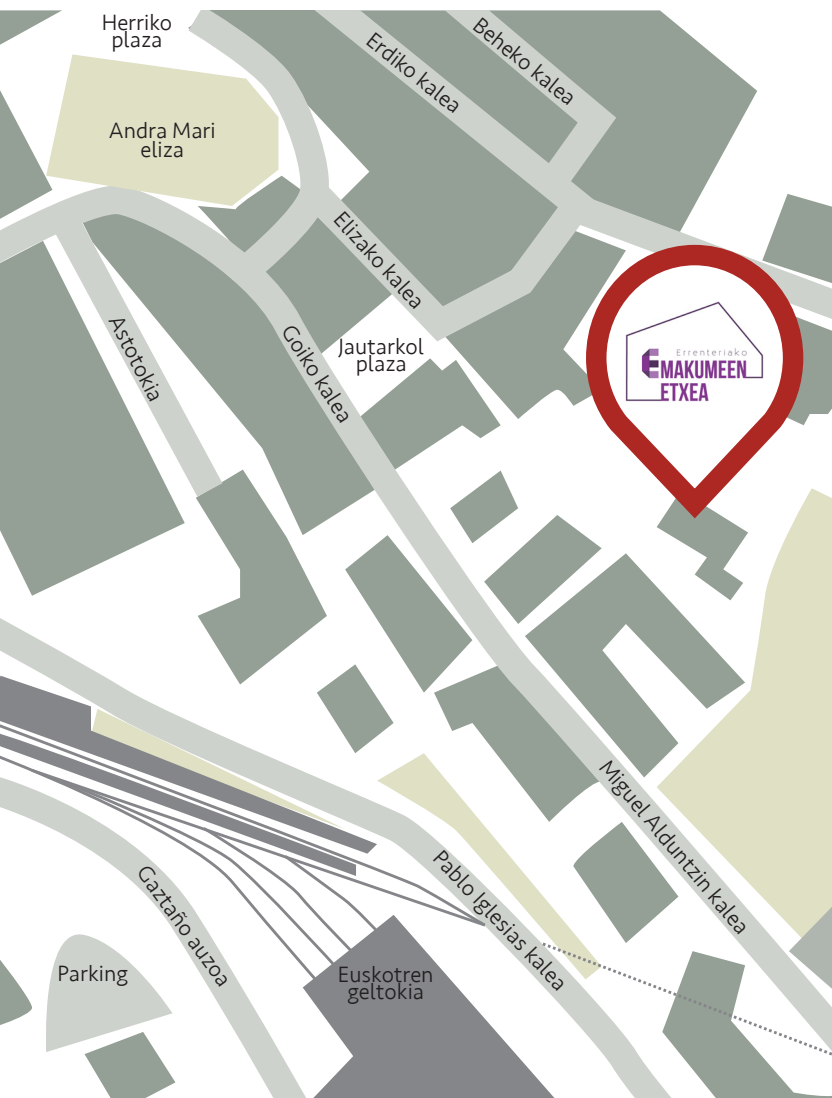 Herriko
plaza
Beheko kalea
Erdiko kalea
Andra Mari
eliza
Elizako kalea
Astotokia
Goiko kalea
Jautarkol
plaza
Errenteriako
EMAKUMEEN
ETXEA
Miguel Alduntzin kalea
Pablo Iglesias kalea
Gaztaño auzoa
Parking
Euskotren
geltokia